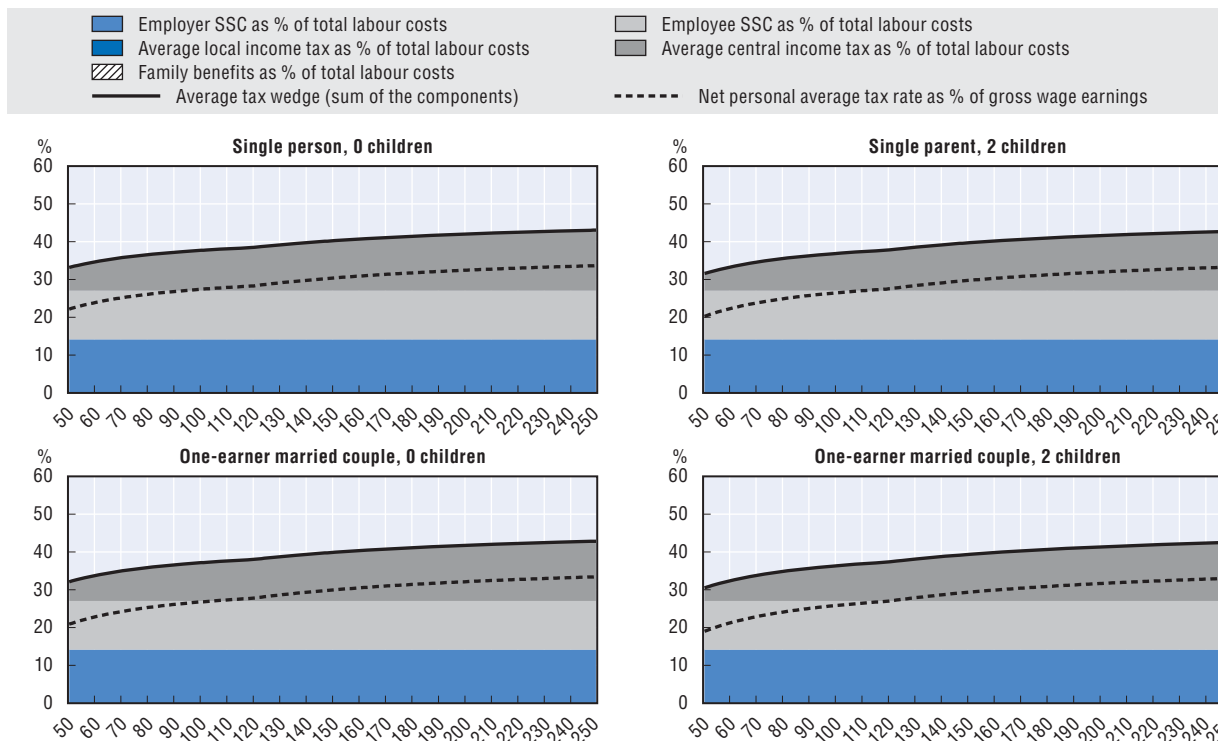 Employer SSC as % of total labour costs
Employee SSC as % of total labour costs
Average local income tax as % of total labour costs
Average central income tax as % of total labour costs
Family benefits as % of total labour costs
Average tax wedge (sum of the components)
Net personal average tax rate as % of gross wage earnings
%
Single person, 0 children
60
50
40
30
20
10
0
50 60 70 80 90 100 110 120 130 140 150 160 170 180 190 200 210 220 230 240 250
%
Single parent, 2 children
60
50
40
30
20
10
0
50 60 70 80 90 100 110 120 130 140 150 160 170 180 190 200 210 220 230 240
%
One-earner married couple, 0 children
60
50
40
30
20
10
0
50 60 70 80 90 100 110 120 130 140 150 160 170 180 190 200 210 220 230 240 250
%
One-earner married couple, 2 children
60
50
40
30
20
10
0
50 60 70 80 90 100 110 120 130 140 150 160 170 180 190 200 210 220 230 240